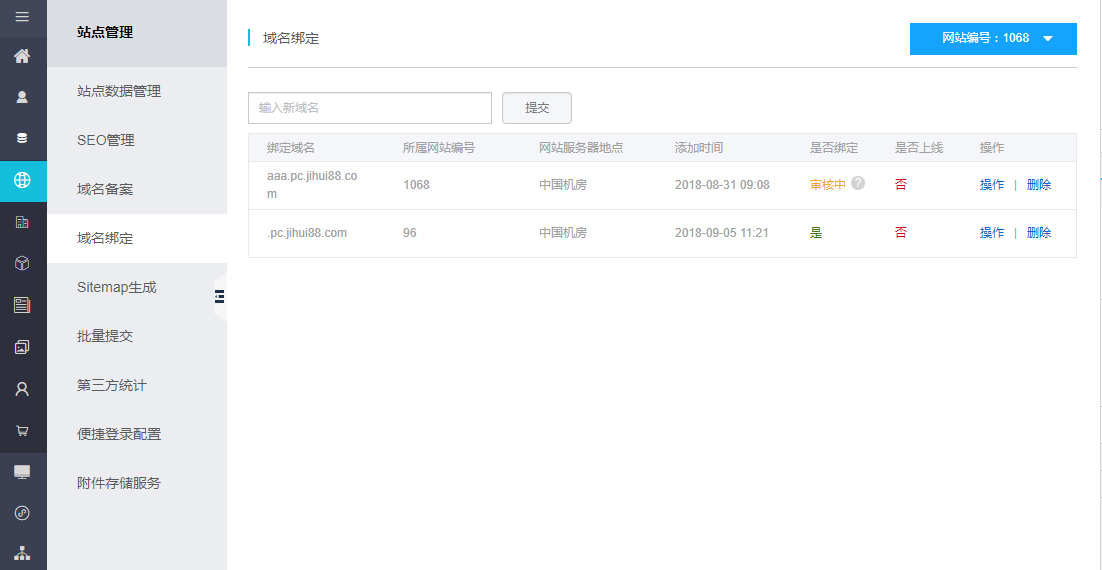 站点管理
站点数据管理
SEO管理
域名备案
域名绑定
Sitemap生成
批量提交
第三方统计
便捷登录配置
附件存储服务
域名绑定
网站编号：1068
输入新域名
提交
绑定域名 所属网站编号 网站服务器地点 添加时间 是否绑定 是否上线 操作
aaa.pc.jihui88.co
m
1068 中国机房 2018-08-31 09:08 审核中 ? 否 操作 | 删除
.pc.jihui88.com 96 中国机房 2018-09-05 11:21 是 否 操作 | 删除